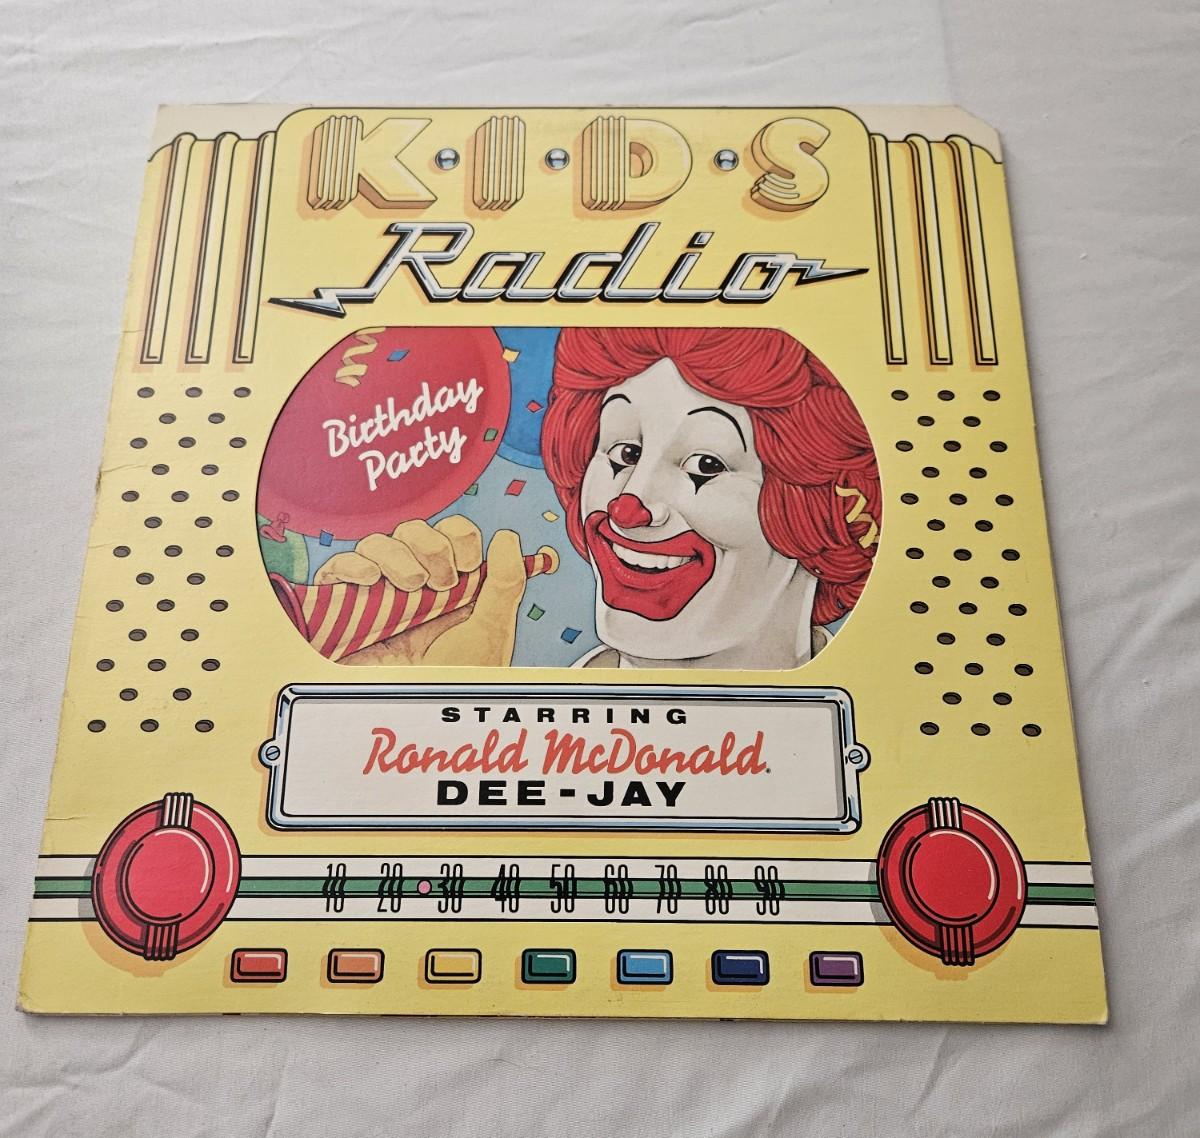 K·I·D·S
Radio
Birthday
Party
STARRING
Ronald McDonald.
DEE-JAY
10 20 30 40 50 60 70 80 90